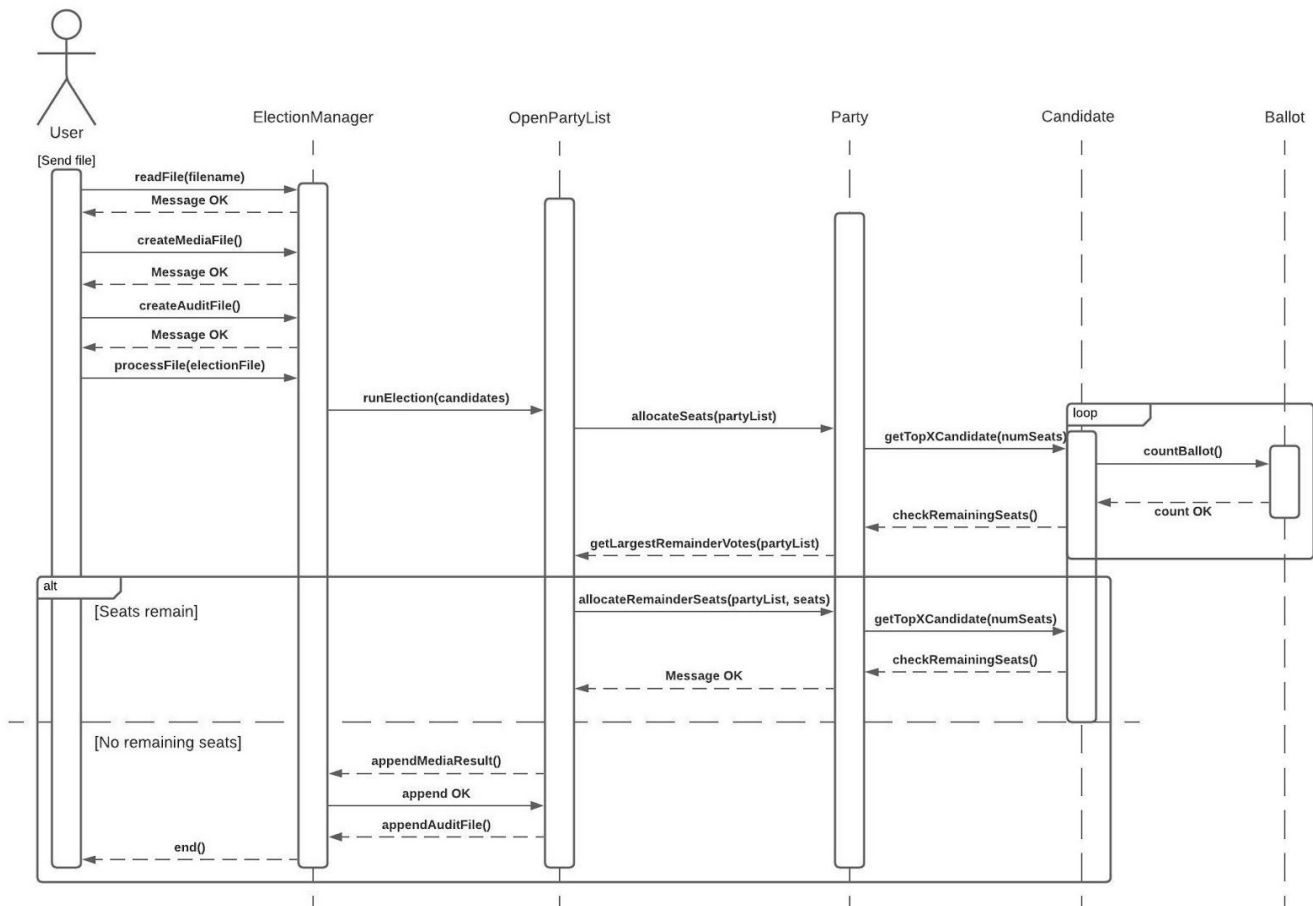 User
ElectionManager
OpenPartyList
Party
Candidate
Ballot
[Send file]
readFile(filename)
Message OK
createMediaFile()
Message OK
createAuditFile()
Message OK
processFile(electionFile)
runElection(candidates)
allocateSeats(partyList)
loop
getTopXCandidate(numSeats)
countBallot()
count OK
checkRemainingSeats()
getLargestRemainderVotes(partyList)
alt
[Seats remain]
allocateRemainderSeats(partyList, seats)
getTopXCandidate(numSeats)
checkRemainingSeats()
Message OK
[No remaining seats]
appendMediaResult()
append OK
appendAuditFile()
end()